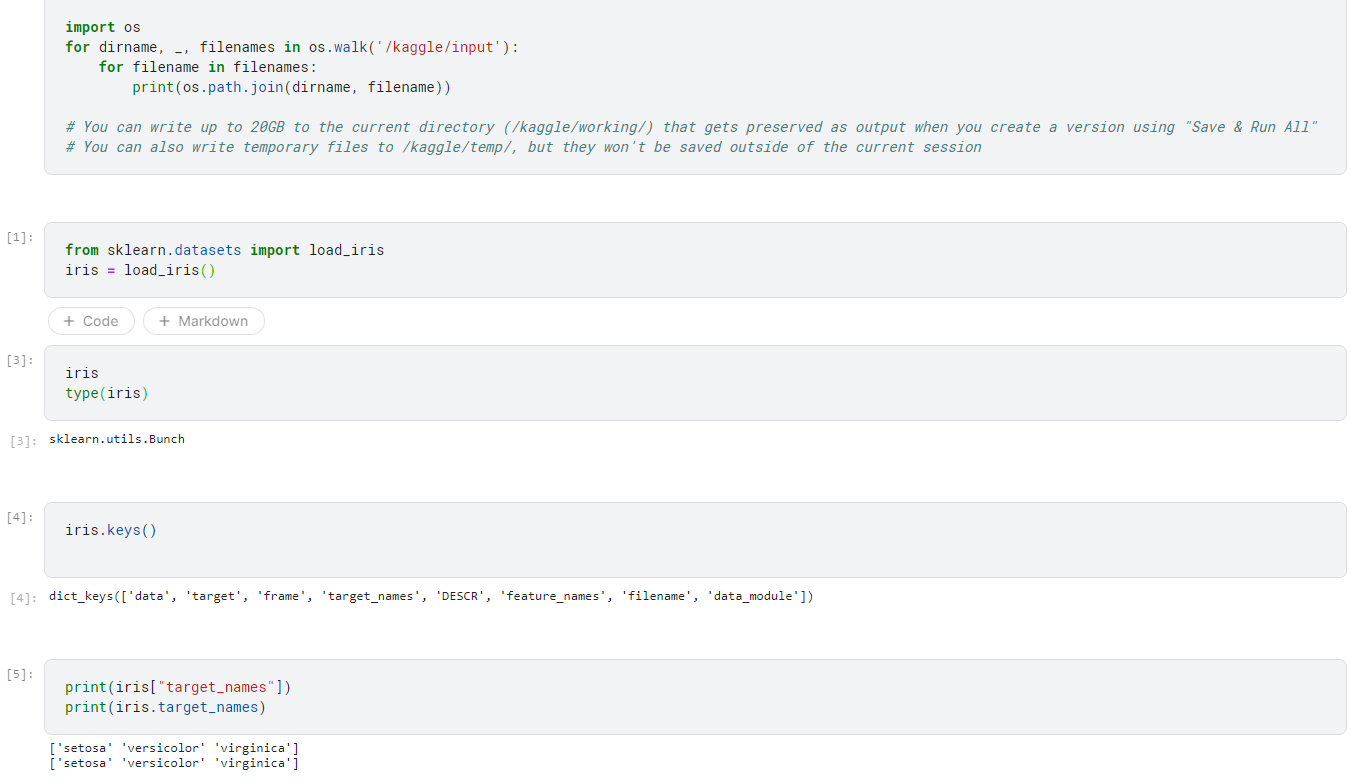 import os
for dirname, _, filenames in os.walk('/kaggle/input'):
    for filename in filenames:
        print(os.path.join(dirname, filename))
# You can write up to 20GB to the current directory (/kaggle/working/) that gets preserved as output when you create a version using "Save & Run All"
# You can also write temporary files to /kaggle/temp/, but they won't be saved outside of the current session
[1]:
from sklearn.datasets import load_iris
iris = load_iris()
+ Code + Markdown
[3]:
iris
type(iris)
[3]: sklearn.utils.Bunch
[4]:
iris.keys()
[4]: dict_keys(['data', 'target', 'frame', 'target_names', 'DESCR', 'feature_names', 'filename', 'data_module'])
[5]:
print(iris["target_names"])
print(iris.target_names)
['setosa' 'versicolor' 'virginica']
['setosa' 'versicolor' 'virginica']